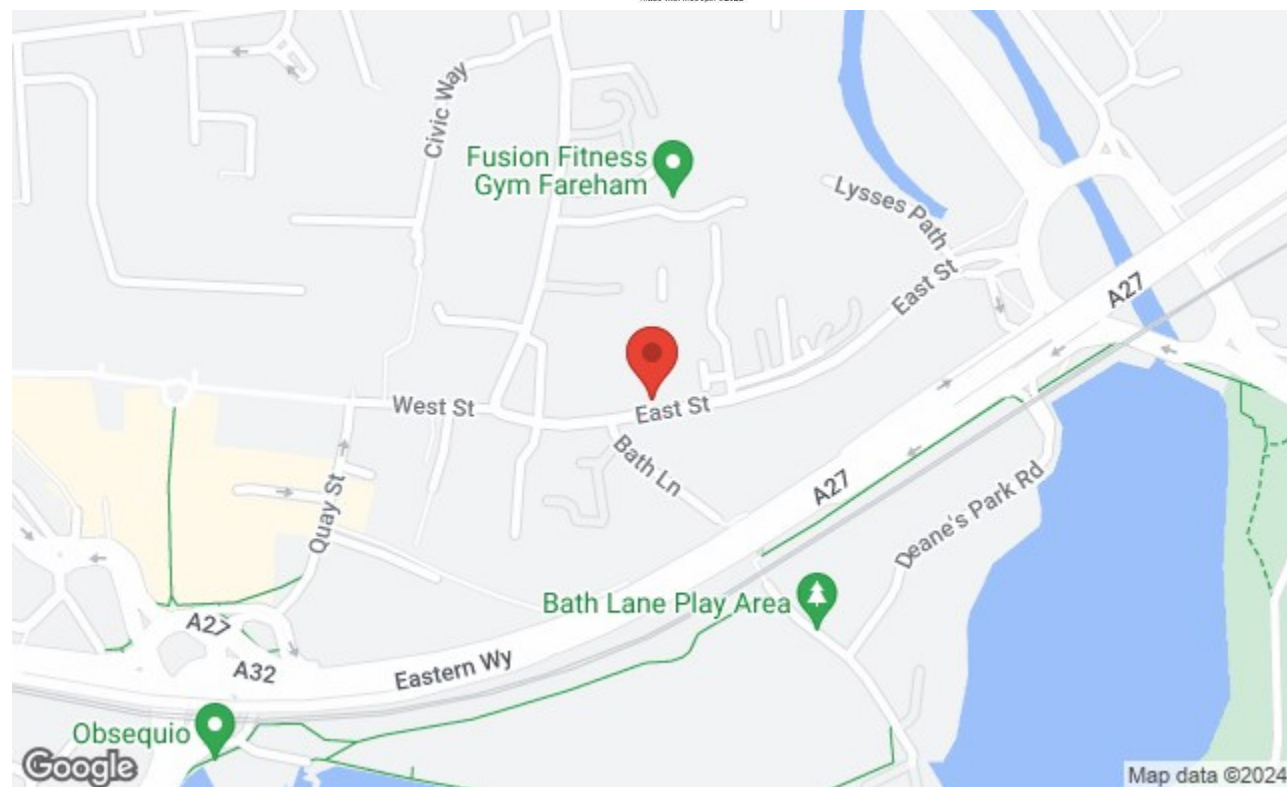 Civic Way
Fusion Fitness
Gym Fareham
Lysses Path
East St
A27
West St
East St
Bath Ln
A27
Quay St
Deane's Park Rd
Bath Lane Play Area
A27
A32
Eastern Wy
Obsequio
Google
Map data ©2024